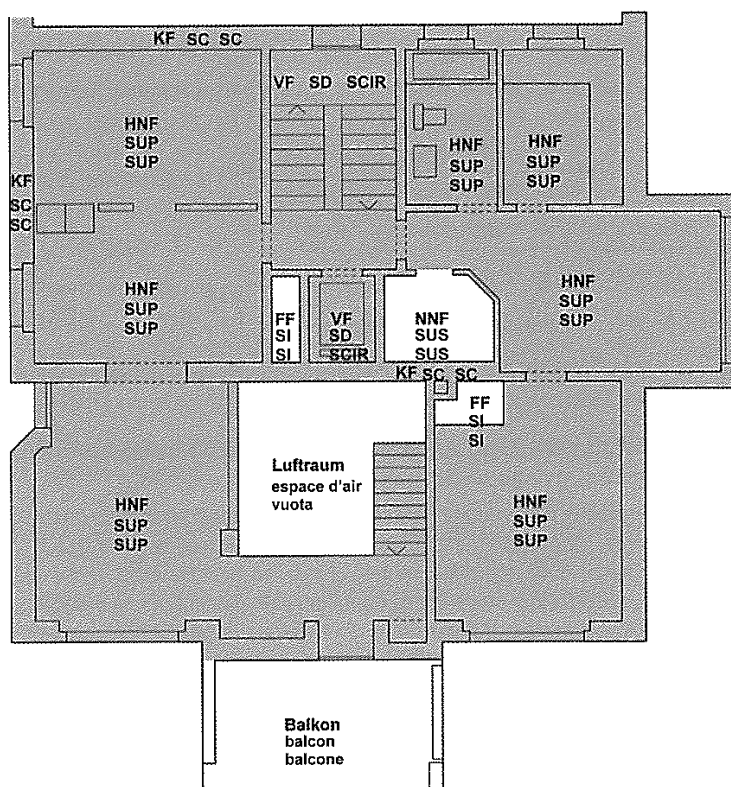 KF SC SC
VF SD SCIR
HNF
SUP
SUP
HNF
SUP
SUP
HNF
SUP
SUP
KF
SC
SC
HNF
SUP
SUP
HNF
SUP
SUP
FF
SI
SI
VF
SD
SCIR
NNF
SUS
SUS
KF SC SC
FF
SI
SI
Luftraum
espace d'air
vuota
HNF
SUP
SUP
HNF
SUP
SUP
Balkon
balcon
balcone